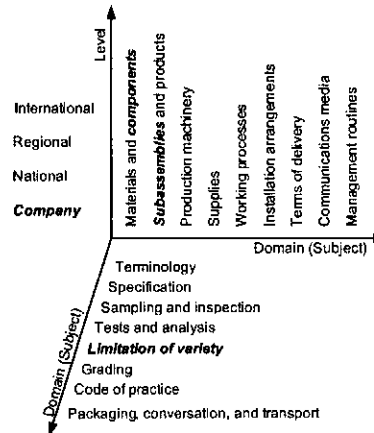 Level
International
Regional
National
Company
Materials and components
Subassemblies and products
Production machinery
Supplies
Working processes
Installation arrangements
Terms of delivery
Communications media
Management routines
Domain (Subject)
Terminology
Specification
Sampling and inspection
Tests and analysis
Limitation of variety
Grading
Code of practice
Packaging, conversation, and transport
Domain (Subject)